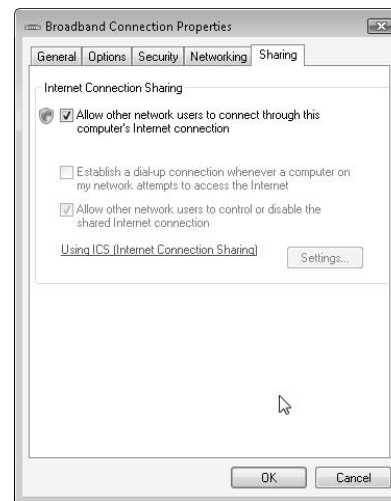 Broadband Connection Properties
General Options Security Networking Sharing
Internet Connection Sharing
Allow other network users to connect through this
computer's Internet connection
Establish a dial-up connection whenever a computer on
my network attempts to access the Internet
Allow other network users to control or disable the
shared Internet connection
Using ICS (Internet Connection Sharing)
Settings...
OK Cancel